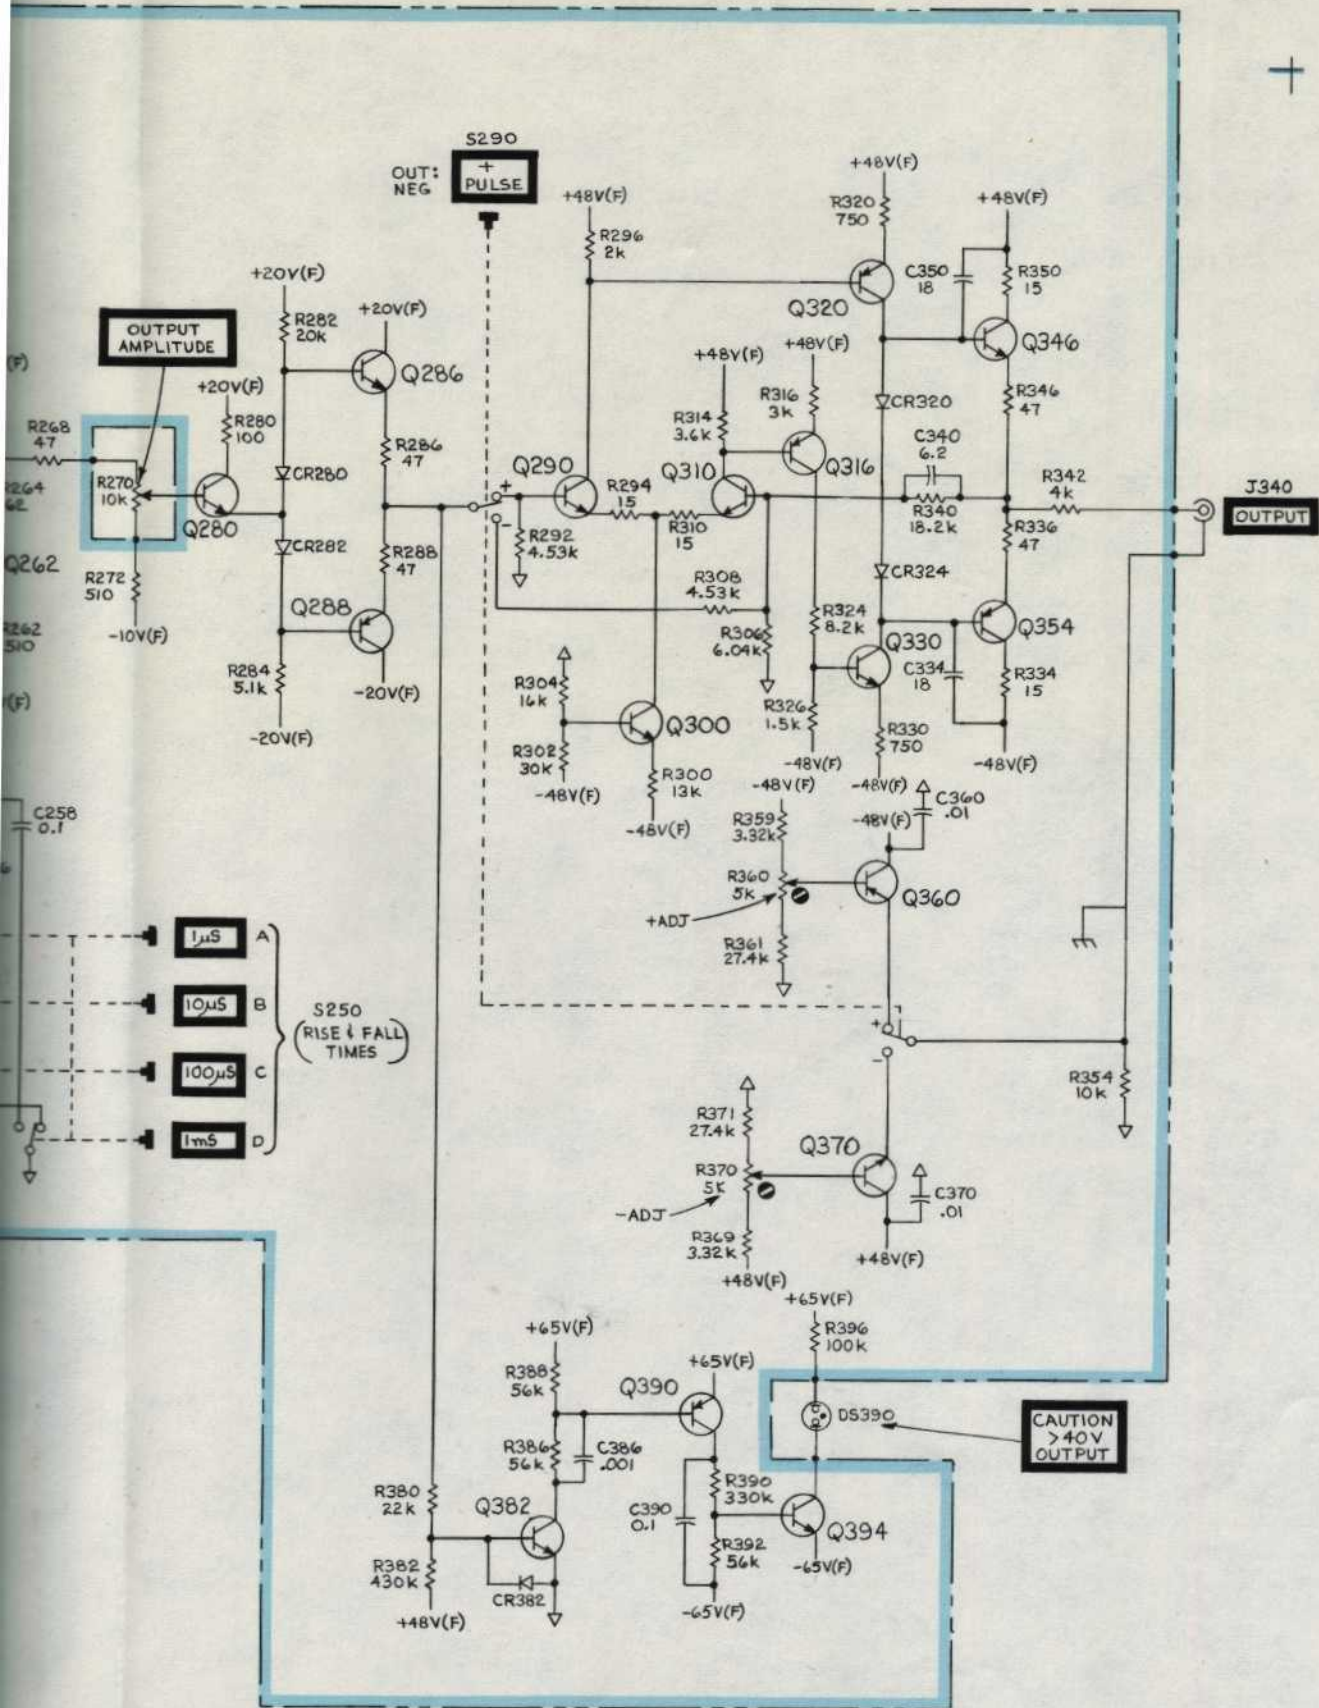 S290
OUT:
NEG
+
PULSE
+48V(F)
R296
2k
+48V(F)
R320
750
+48V(F)
C350
18
R350
15
Q320
Q346
+20V(F)
R282
20k
+20V(F)
Q286
OUTPUT
AMPLITUDE
(F)
+20V(F)
R280
100
+48V(F)
+48V(F)
R316
3k
R314
3.6k
CR320
R346
47
R268
47
R286
47
C340
6.2
R264
62
R270
10k
CR280
Q290
R294
15
Q310
Q316
R342
4k
J340
OUTPUT
Q280
+
-
R310
15
R340
18.2k
R336
47
CR282
R292
4.53k
Q262
R288
47
R272
510
R308
4.53k
CR324
Q288
R324
8.2k
Q330
Q354
R262
510
-10V(F)
R306
6.04k
C334
18
R334
15
R284
5.1k
-20V(F)
R304
16k
Q300
R326
1.5k
R330
750
-20V(F)
R302
30k
-48V(F)
-48V(F)
-48V(F)
R300
13k
-48V(F)
-48V(F)
-48V(F)
C360
.01
C258
0.1
R359
3.32k
-48V(F)
R360
5k
Q360
+ADJ
R361
27.4k
1µS A
10µS B
100µS C
1mS D
S250
(RISE & FALL
TIMES)
+
-
R354
10k
R371
27.4k
Q370
R370
5K
-ADJ
C370
.01
R369
3.32k
+48V(F)
+48V(F)
+65V(F)
R396
100k
+65V(F)
R388
56k
+65V(F)
Q390
DS390
CAUTION
>40V
OUTPUT
R386
56k
C386
.001
R380
22k
Q382
C390
0.1
R390
330k
Q394
R382
430k
R392
56k
-65V(F)
CR382
+48V(F)
-65V(F)